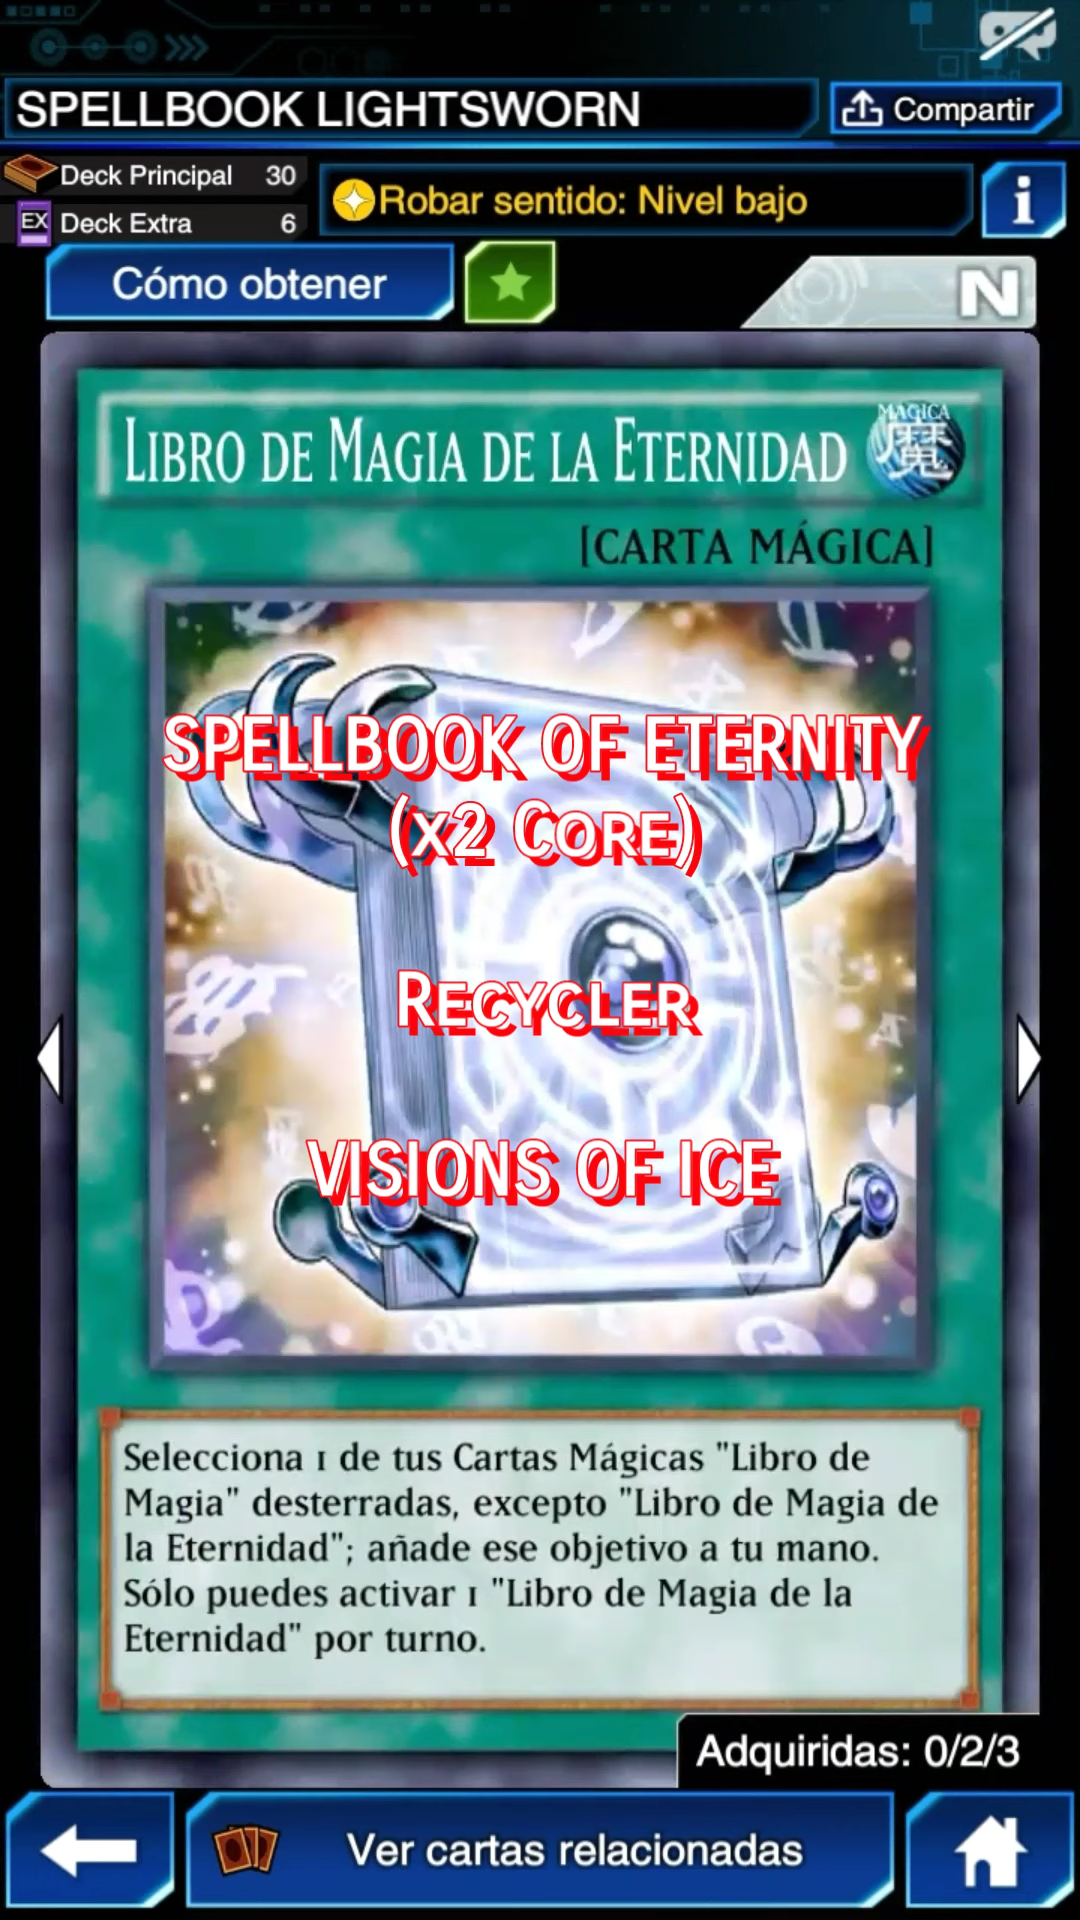 SPELLBOOK LIGHTSWORN
Compartir
Deck Principal 30
EX Deck Extra 6
Robar sentido: Nivel bajo
i
Cómo obtener
N
LIBRO DE MAGIA DE LA ETERNIDAD
MAGICA
魔
[CARTA MÁGICA]
SPELLBOOK OF ETERNITY
(x2 CORE)
RECYCLER
VISIONS OF ICE
Selecciona 1 de tus Cartas Mágicas "Libro de
Magia" desterradas, excepto "Libro de Magia de
la Eternidad"; añade ese objetivo a tu mano.
Sólo puedes activar 1 "Libro de Magia de la
Eternidad" por turno.
Adquiridas: 0/2/3
Ver cartas relacionadas